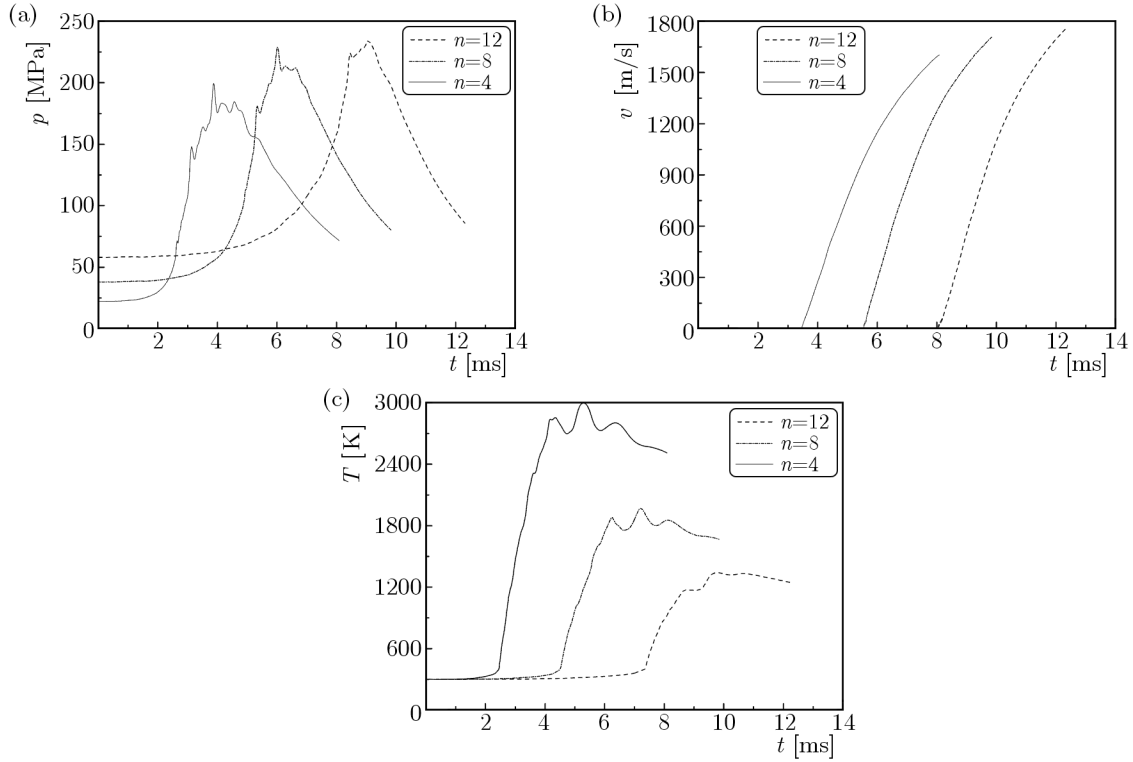 (a)
250
200
150
100
50
0
p [MPa]
n=12
n=8
n=4
2 4 6 8 10 12 14
t [ms]
(b)
1800
1500
1200
900
600
300
0
v [m/s]
n=12
n=8
n=4
2 4 6 8 10 12 14
t [ms]
(c)
3000
2400
1800
1200
600
0
T [K]
n=12
n=8
n=4
2 4 6 8 10 12 14
t [ms]